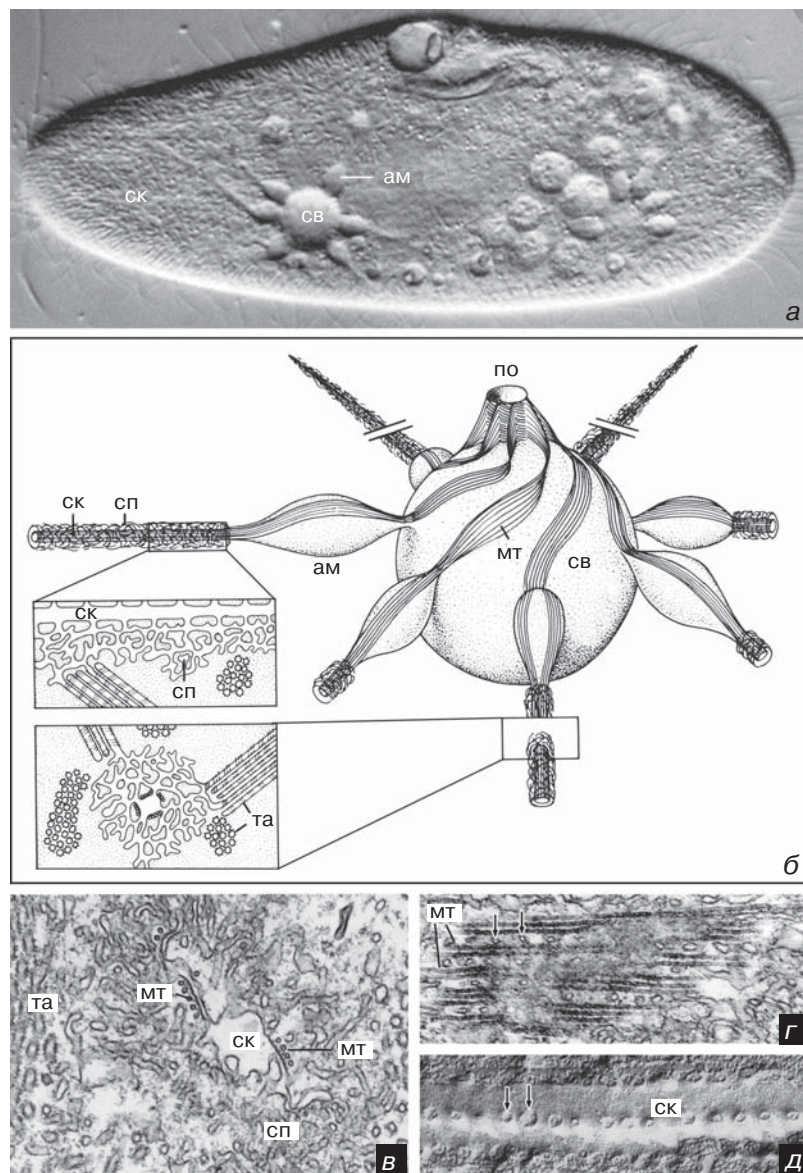 ам
ск
св
а
по
ск
сп
ам
мт
св
ск
сп
та
б
мт
та
ск
мт
сп
в
мт
г
ск
д